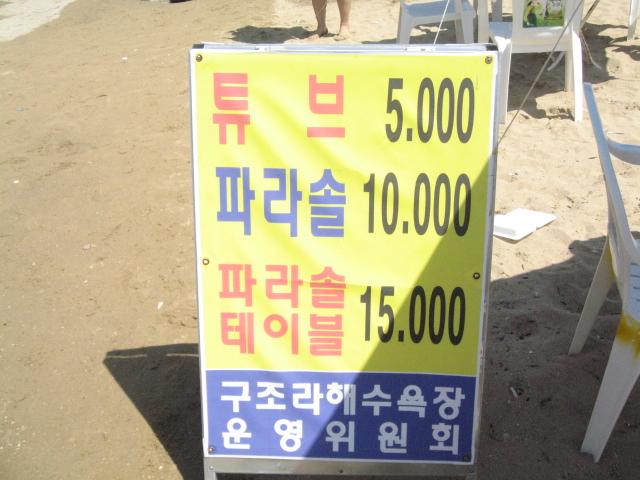 튜 브 5.000
파라솔 10.000
파라솔
테이블 15.000
구조라해수욕장
운영위원회